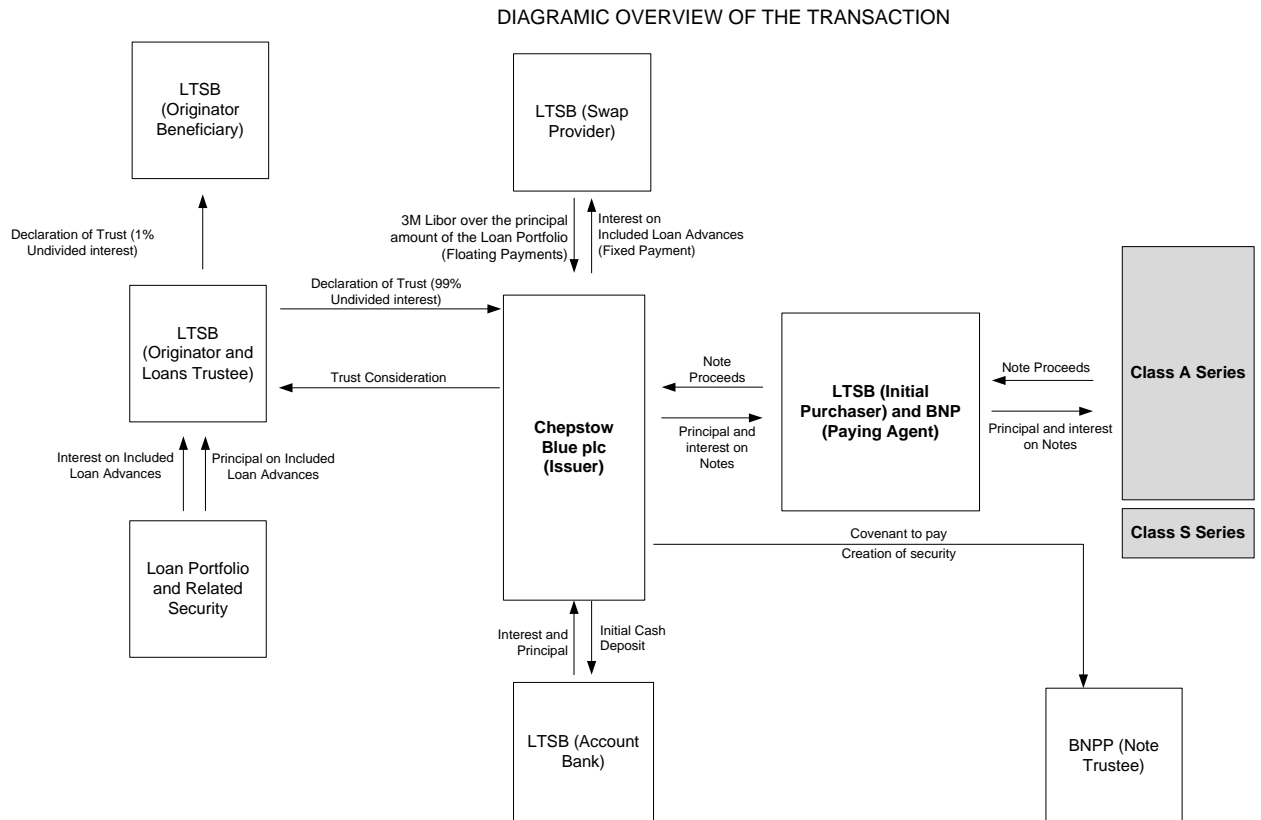 DIAGRAMIC OVERVIEW OF THE TRANSACTION
LTSB
(Originator
Beneficiary)
LTSB (Swap
Provider)
Declaration of Trust (1%
Undivided interest)
3M Libor over the principal
amount of the Loan Portfolio
(Floating Payments)
Interest on
Included Loan Advances
(Fixed Payment)
Declaration of Trust (99%
Undivided interest)
LTSB
(Originator and
Loans Trustee)
Trust Consideration
Chepstow
Blue plc
(Issuer)
Note
Proceeds
Principal and
interest on
Notes
LTSB (Initial
Purchaser) and BNP
(Paying Agent)
Note Proceeds
Principal and interest
on Notes
Class A Series
Class S Series
Interest on Included
Loan Advances
Principal on Included
Loan Advances
Loan Portfolio
and Related
Security
Covenant to pay
Creation of security
Interest and
Principal
Initial Cash
Deposit
LTSB (Account
Bank)
BNPP (Note
Trustee)